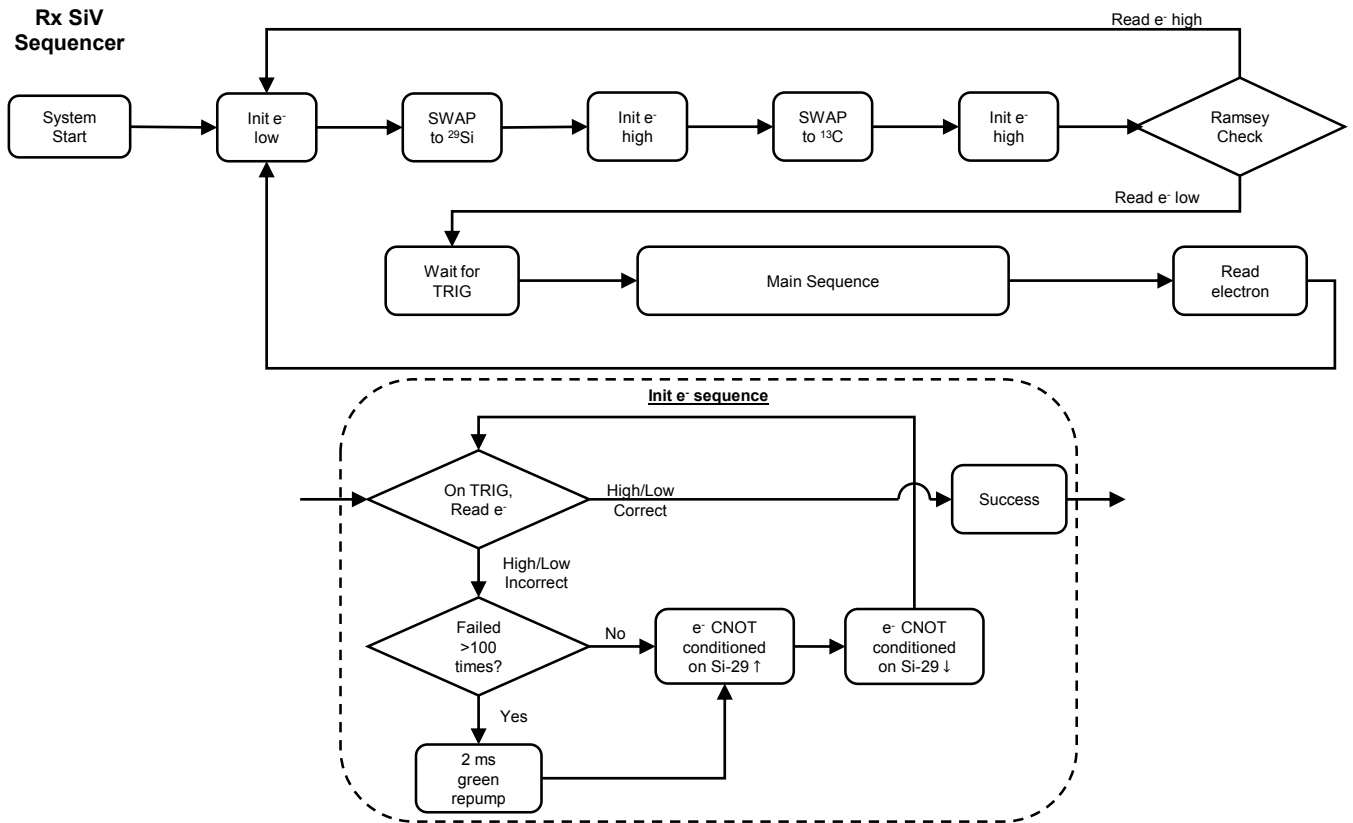 Rx SiV
Sequencer
Read e⁻ high
System
Start
Init e⁻
low
SWAP
to ²⁹Si
Init e⁻
high
SWAP
to ¹³C
Init e⁻
high
Ramsey
Check
Read e⁻ low
Wait for
TRIG
Main Sequence
Read
electron
Init e⁻ sequence
On TRIG,
Read e⁻
High/Low
Correct
Success
High/Low
Incorrect
Failed
>100
times?
No
e⁻ CNOT
conditioned
on Si-29 ↑
e⁻ CNOT
conditioned
on Si-29 ↓
Yes
2 ms
green
repump